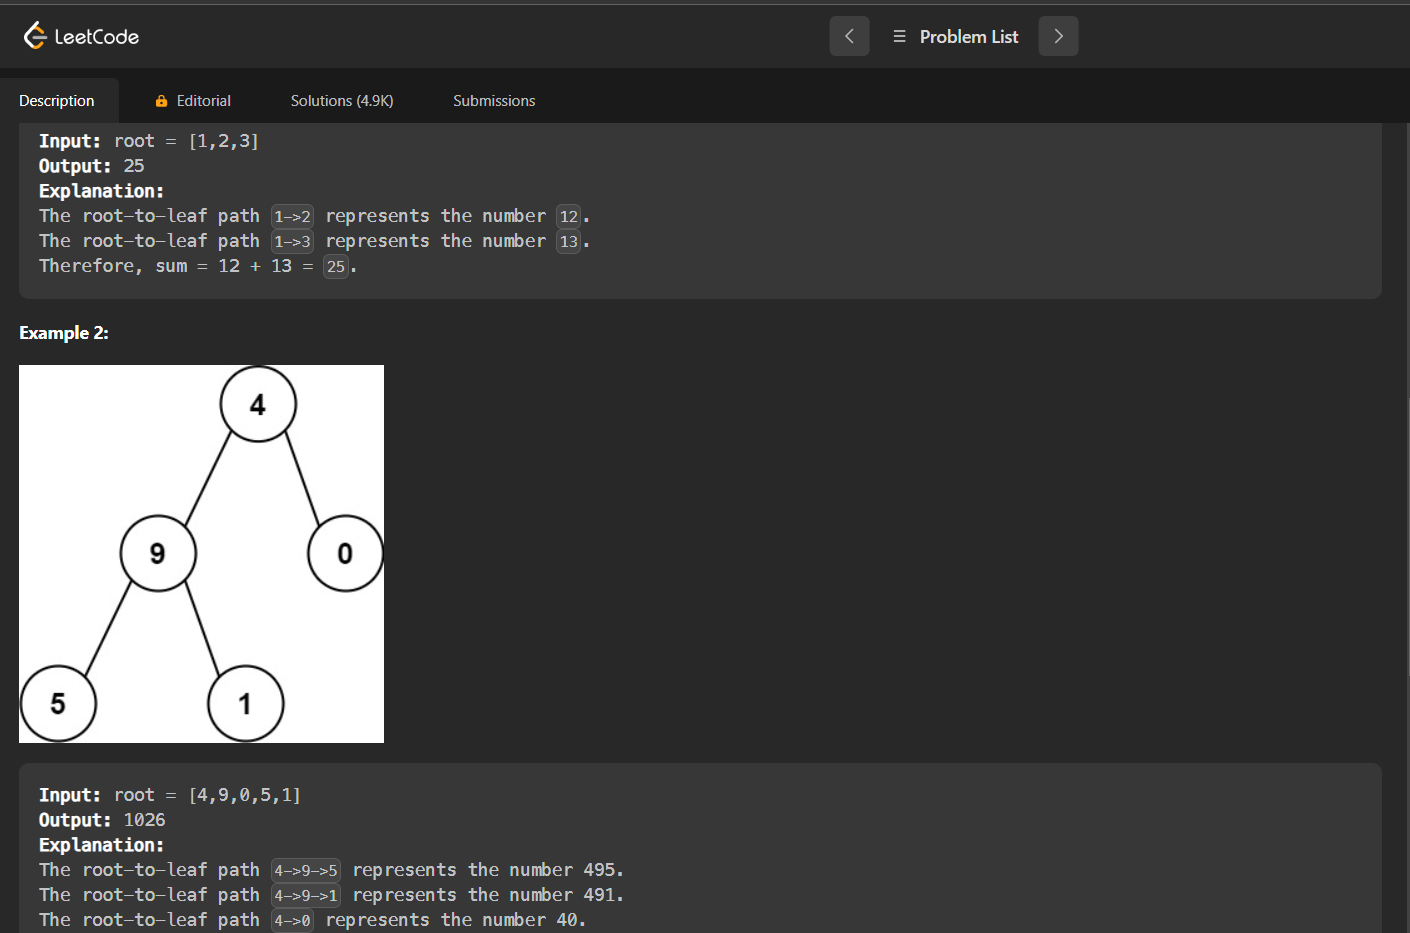 LeetCode
Problem List
Description
Editorial
Solutions (4.9K)
Submissions
Input: root = [1,2,3]
Output: 25
Explanation:
The root-to-leaf path 1->2 represents the number 12.
The root-to-leaf path 1->3 represents the number 13.
Therefore, sum = 12 + 13 = 25.
Example 2:
4
9
0
5
1
Input: root = [4,9,0,5,1]
Output: 1026
Explanation:
The root-to-leaf path 4->9->5 represents the number 495.
The root-to-leaf path 4->9->1 represents the number 491.
The root-to-leaf path 4->0 represents the number 40.